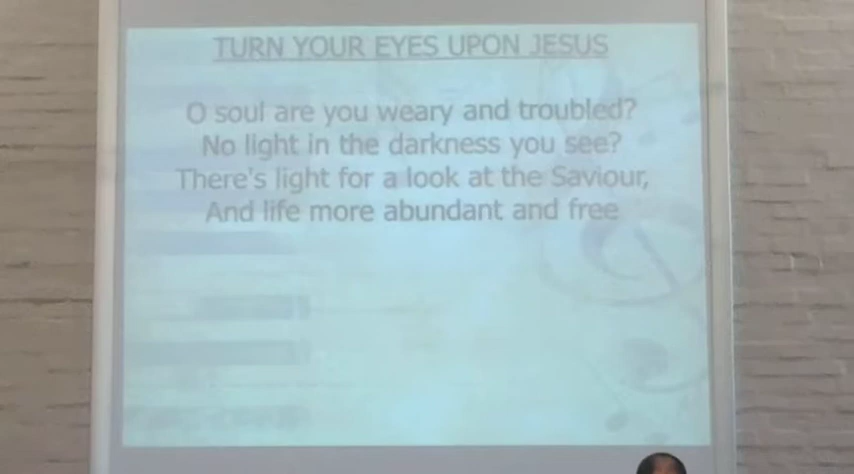 TURN YOUR EYES UPON JESUS
O soul are you weary and troubled?
No light in the darkness you see?
There's light for a look at the Saviour,
And life more abundant and free